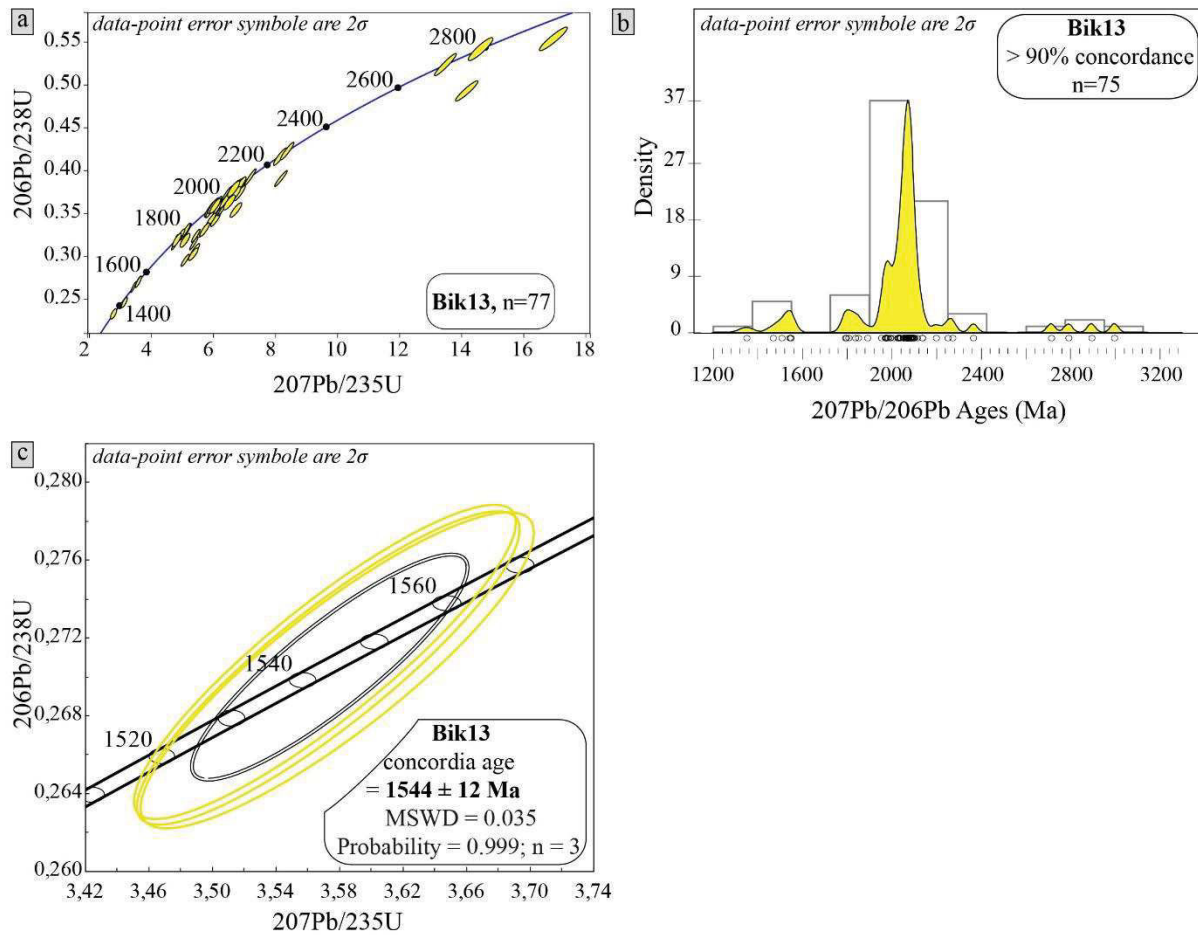 a
data-point error symbole are 2σ
0.55
0.50
0.45
0.40
0.35
0.30
0.25
206Pb/238U
2800
2600
2400
2200
2000
1800
1600
1400
Bik13, n=77
2 4 6 8 10 12 14 16 18
207Pb/235U
b
data-point error symbole are 2σ
Bik13
> 90% concordance
n=75
37
27
18
9
0
Density
1200 1600 2000 2400 2800 3200
207Pb/206Pb Ages (Ma)
c
data-point error symbole are 2σ
0,280
0,276
0,272
0,268
0,264
0,260
206Pb/238U
1560
1540
1520
Bik13
concordia age
= 1544 ± 12 Ma
MSWD = 0.035
Probability = 0.999; n = 3
3,42 3,46 3,50 3,54 3,58 3,62 3,66 3,70 3,74
207Pb/235U